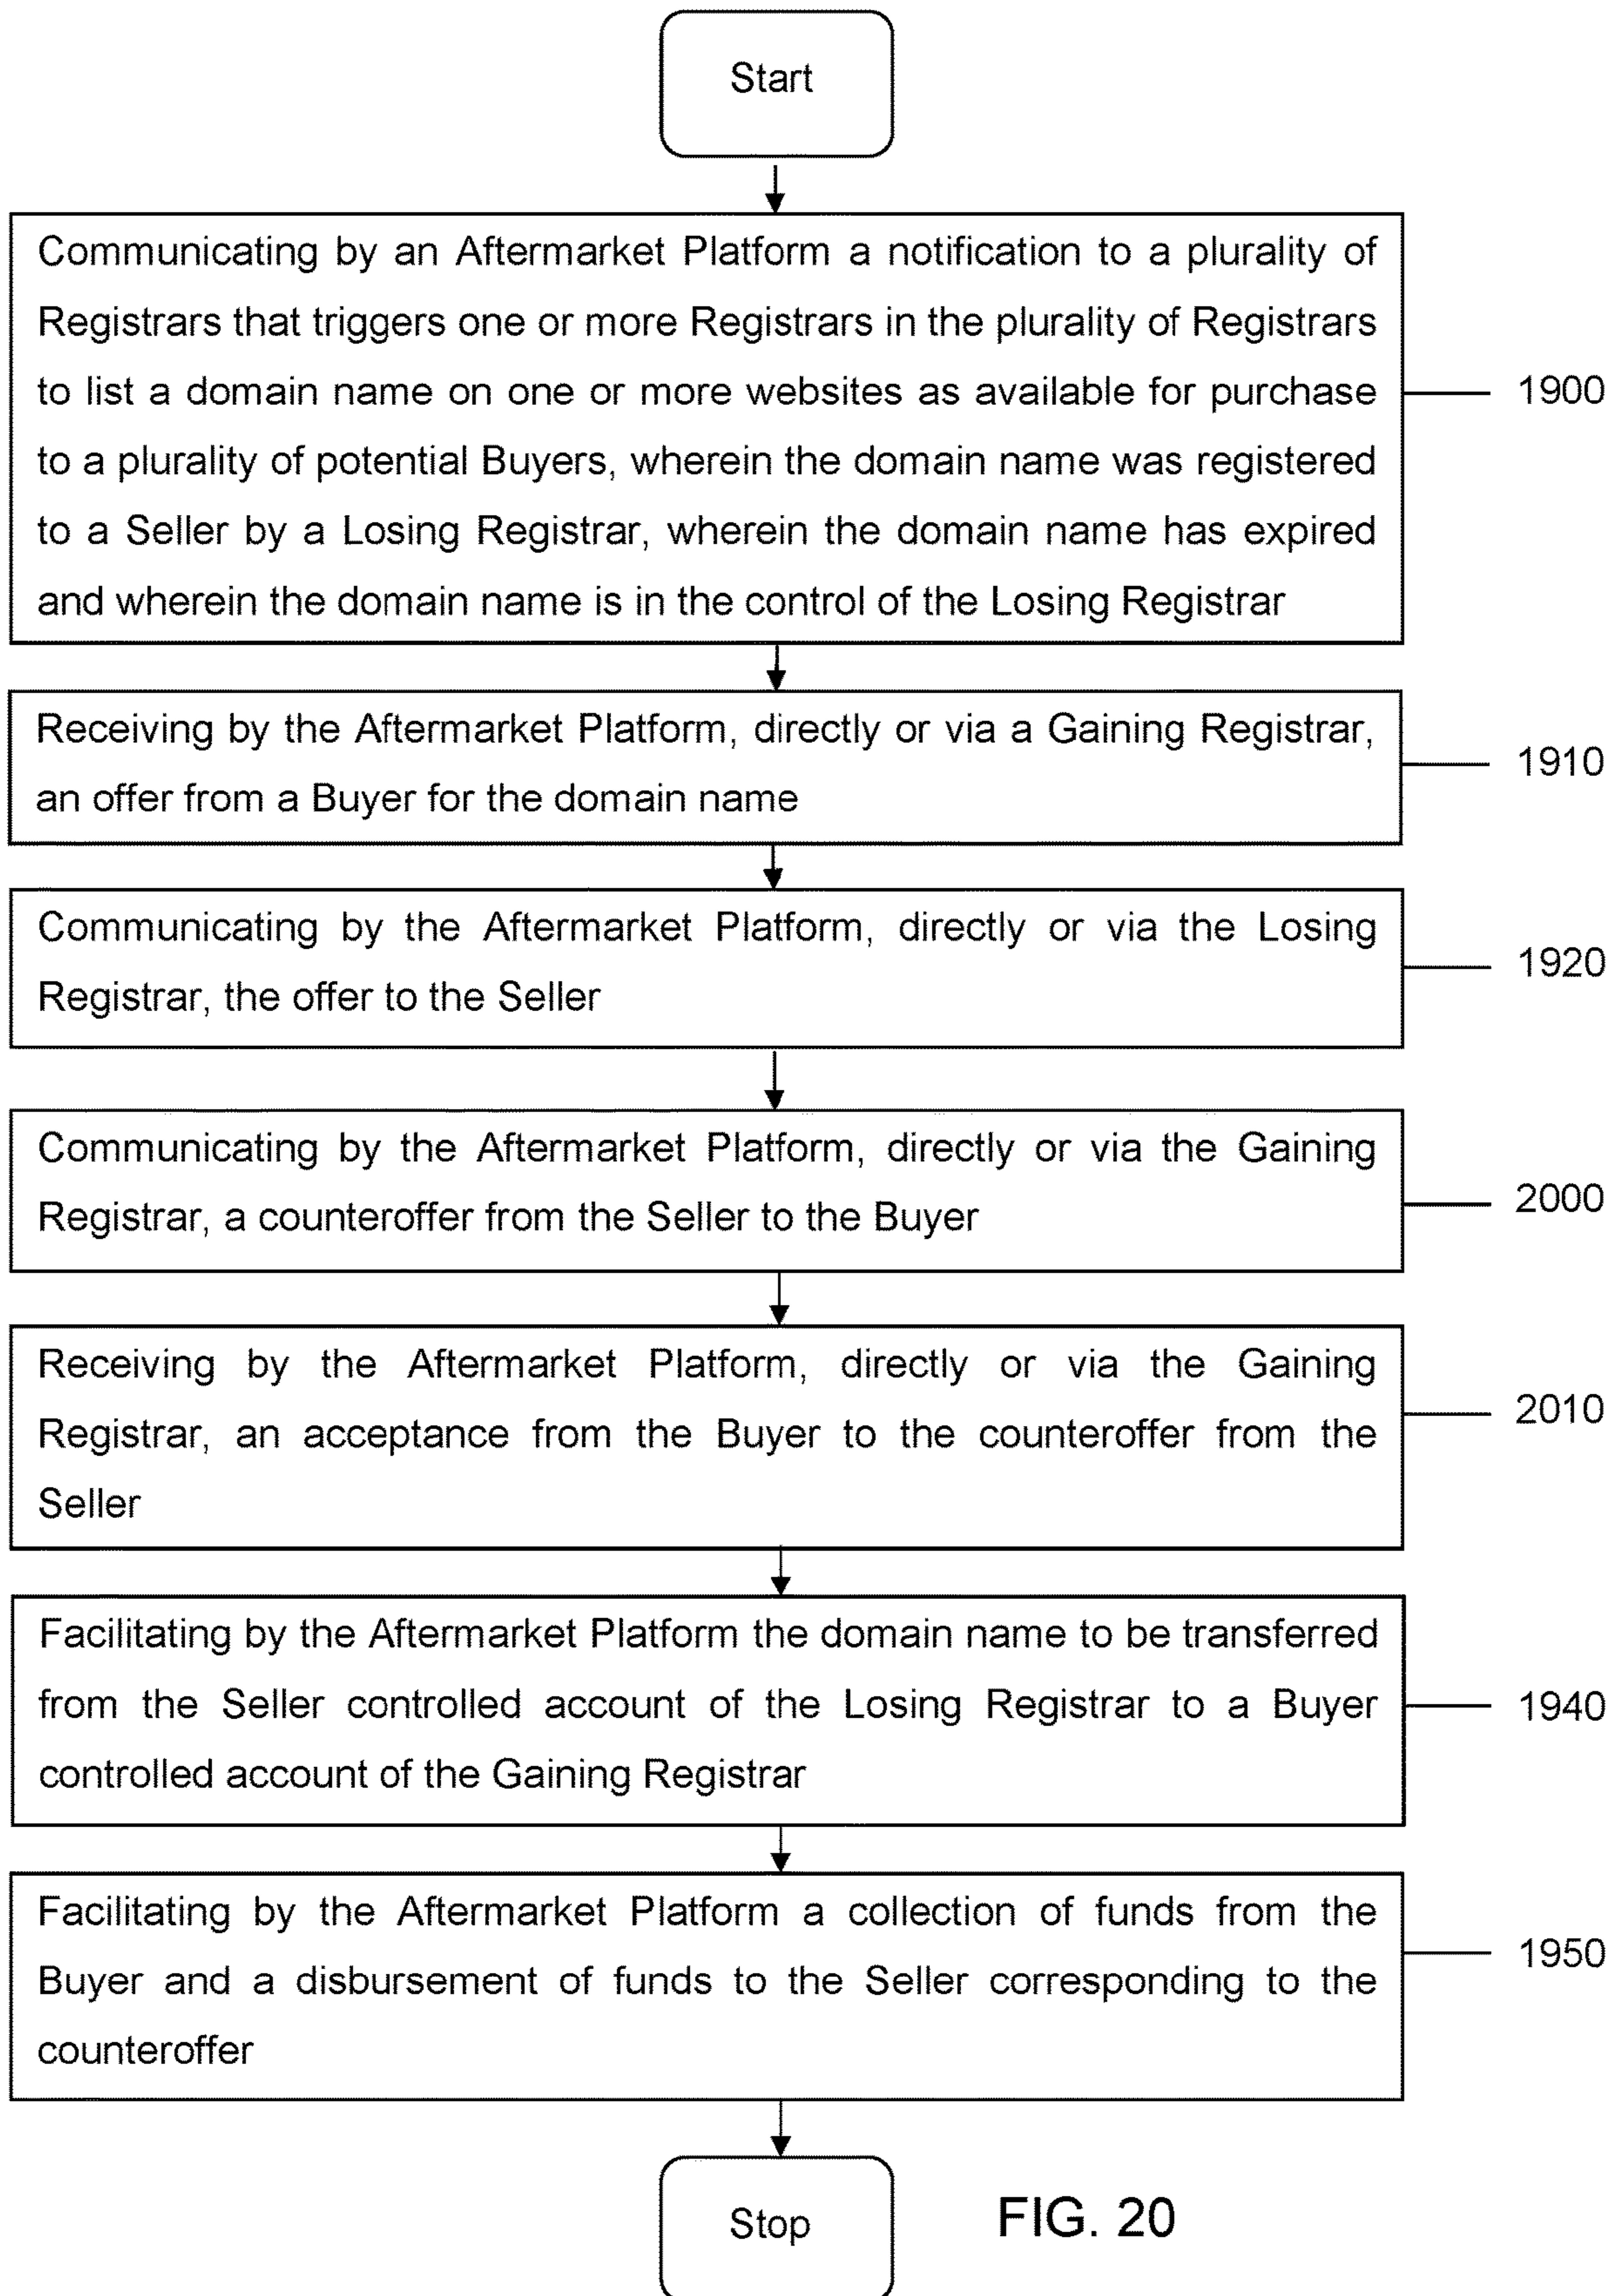 Start
Communicating by an Aftermarket Platform a notification to a plurality of
Registrars that triggers one or more Registrars in the plurality of Registrars
to list a domain name on one or more websites as available for purchase
to a plurality of potential Buyers, wherein the domain name was registered
to a Seller by a Losing Registrar, wherein the domain name has expired
and wherein the domain name is in the control of the Losing Registrar
1900
Receiving by the Aftermarket Platform, directly or via a Gaining Registrar,
an offer from a Buyer for the domain name
1910
Communicating by the Aftermarket Platform, directly or via the Losing
Registrar, the offer to the Seller
1920
Communicating by the Aftermarket Platform, directly or via the Gaining
Registrar, a counteroffer from the Seller to the Buyer
2000
Receiving by the Aftermarket Platform, directly or via the Gaining
Registrar, an acceptance from the Buyer to the counteroffer from the
Seller
2010
Facilitating by the Aftermarket Platform the domain name to be transferred
from the Seller controlled account of the Losing Registrar to a Buyer
controlled account of the Gaining Registrar
1940
Facilitating by the Aftermarket Platform a collection of funds from the
Buyer and a disbursement of funds to the Seller corresponding to the
counteroffer
1950
Stop
FIG. 20